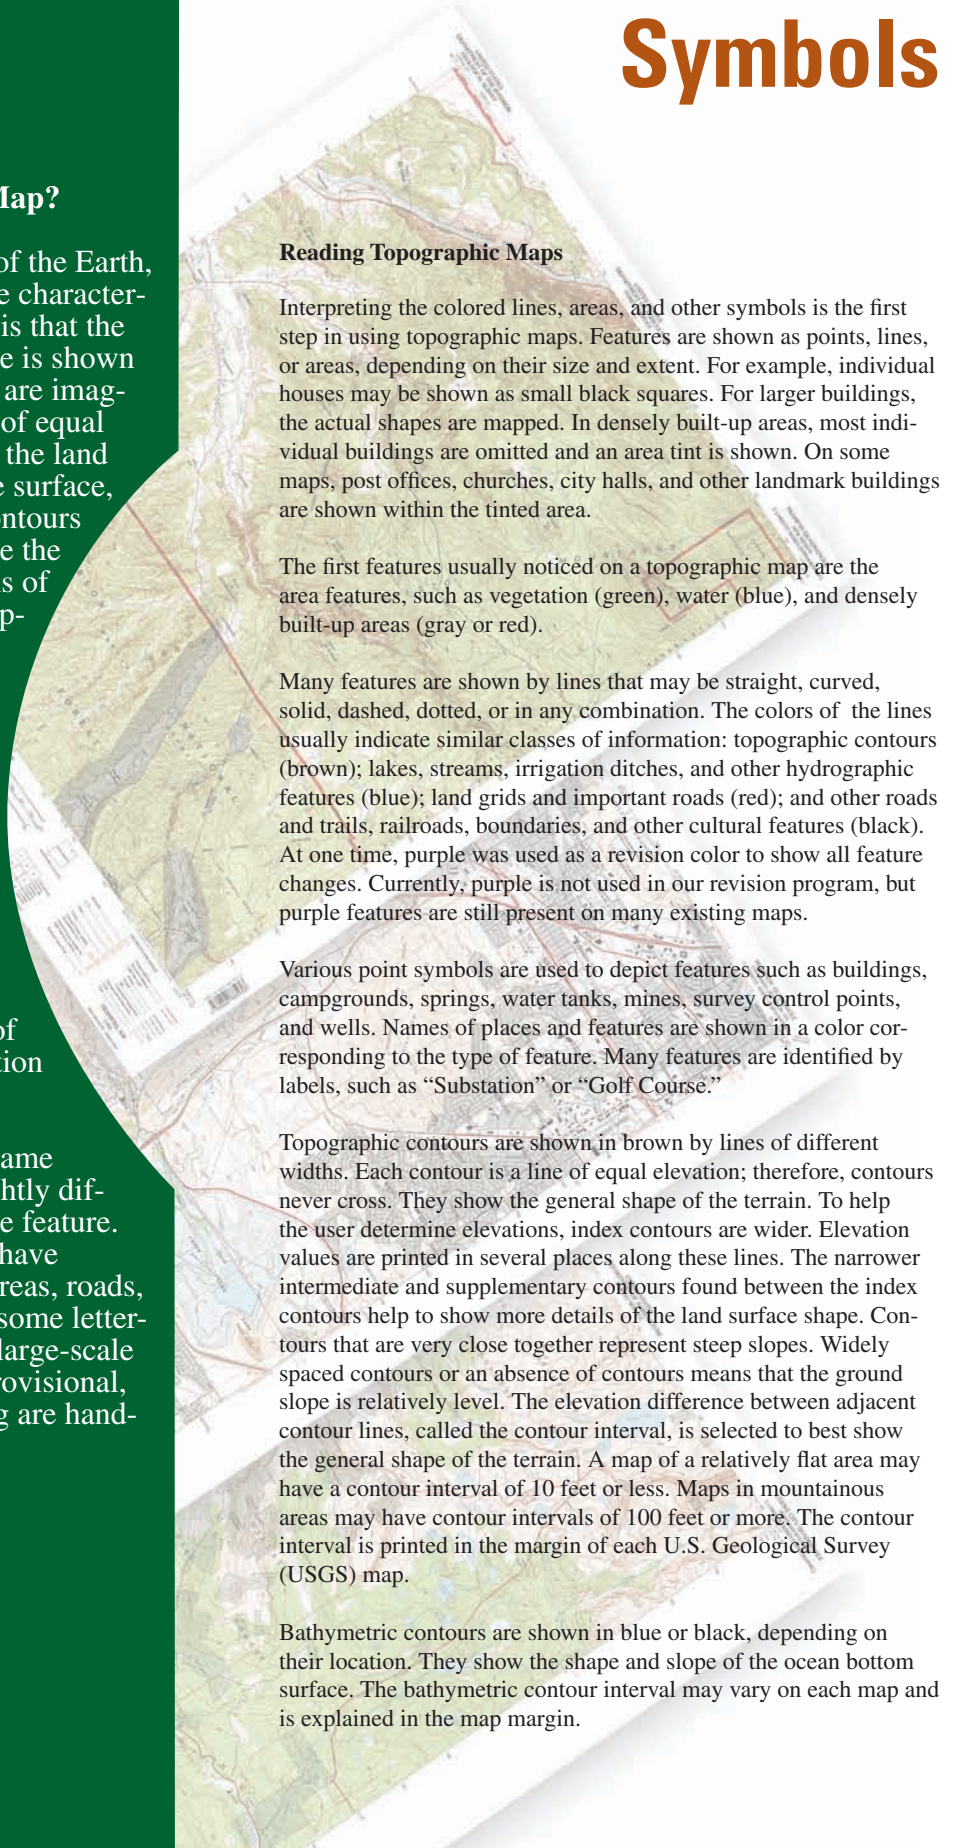 Symbols
Map?
of the Earth,
e character-
is that the
e is shown
are imag-
of equal
the land
e surface,
ontours
e the
s of
p-
of
tion
ame
htly dif-
e feature.
have
reas, roads,
some letter-
large-scale
rovisional,
g are hand-
Reading Topographic Maps
Interpreting the colored lines, areas, and other symbols is the first
step in using topographic maps. Features are shown as points, lines,
or areas, depending on their size and extent. For example, individual
houses may be shown as small black squares. For larger buildings,
the actual shapes are mapped. In densely built-up areas, most indi-
vidual buildings are omitted and an area tint is shown. On some
maps, post offices, churches, city halls, and other landmark buildings
are shown within the tinted area.
The first features usually noticed on a topographic map are the
area features, such as vegetation (green), water (blue), and densely
built-up areas (gray or red).
Many features are shown by lines that may be straight, curved,
solid, dashed, dotted, or in any combination. The colors of  the lines
usually indicate similar classes of information: topographic contours
(brown); lakes, streams, irrigation ditches, and other hydrographic
features (blue); land grids and important roads (red); and other roads
and trails, railroads, boundaries, and other cultural features (black).
At one time, purple was used as a revision color to show all feature
changes. Currently, purple is not used in our revision program, but
purple features are still present on many existing maps.
Various point symbols are used to depict features such as buildings,
campgrounds, springs, water tanks, mines, survey control points,
and wells. Names of places and features are shown in a color cor-
responding to the type of feature. Many features are identified by
labels, such as “Substation” or “Golf Course.”
Topographic contours are shown in brown by lines of different
widths. Each contour is a line of equal elevation; therefore, contours
never cross. They show the general shape of the terrain. To help
the user determine elevations, index contours are wider. Elevation
values are printed in several places along these lines. The narrower
intermediate and supplementary contours found between the index
contours help to show more details of the land surface shape. Con-
tours that are very close together represent steep slopes. Widely
spaced contours or an absence of contours means that the ground
slope is relatively level. The elevation difference between adjacent
contour lines, called the contour interval, is selected to best show
the general shape of the terrain. A map of a relatively flat area may
have a contour interval of 10 feet or less. Maps in mountainous
areas may have contour intervals of 100 feet or more. The contour
interval is printed in the margin of each U.S. Geological Survey
(USGS) map.
Bathymetric contours are shown in blue or black, depending on
their location. They show the shape and slope of the ocean bottom
surface. The bathymetric contour interval may vary on each map and
is explained in the map margin.